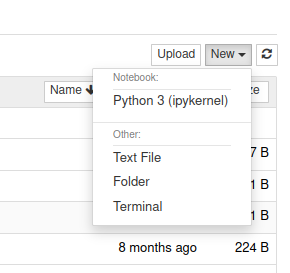 Upload New
Name
Notebook:
Python 3 (ipykernel)
Other:
Text File
7 B
Folder
1 B
Terminal
1 B
8 months ago 224 B